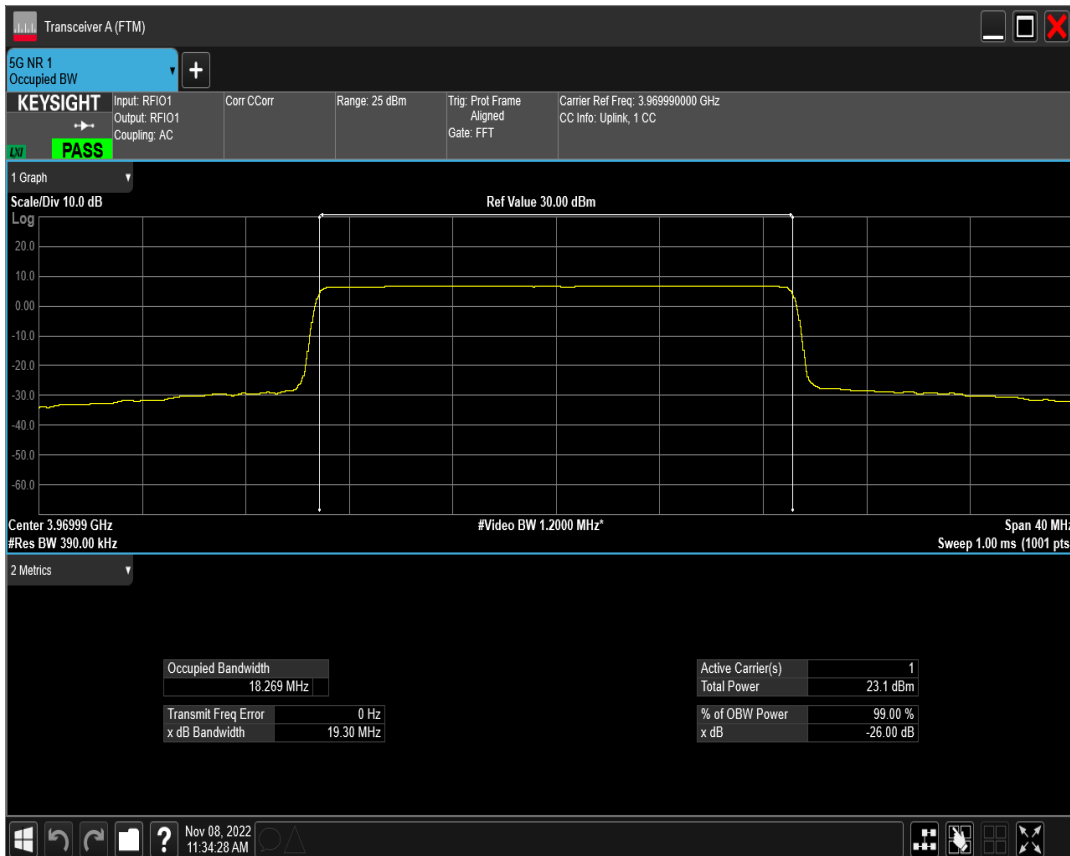 Transceiver A (FTM)
5G NR 1
Occupied BW
+
KEYSIGHT
LXI
PASS
Input: RFIO1
Output: RFIO1
Coupling: AC
Corr CCorr
Range: 25 dBm
Trig: Prot Frame
Aligned
Gate: FFT
Carrier Ref Freq: 3.969990000 GHz
CC Info: Uplink, 1 CC
1 Graph
Scale/Div 10.0 dB
Ref Value 30.00 dBm
Log
20.0
10.0
0.00
-10.0
-20.0
-30.0
-40.0
-50.0
-60.0
Center 3.96999 GHz
#Video BW 1.2000 MHz*
Span 40 MHz
#Res BW 390.00 kHz
Sweep 1.00 ms (1001 pts
2 Metrics
Occupied Bandwidth
18.269 MHz
Transmit Freq Error 0 Hz
x dB Bandwidth 19.30 MHz
Active Carrier(s) 1
Total Power 23.1 dBm
% of OBW Power 99.00 %
x dB -26.00 dB
?
Nov 08, 2022
11:34:28 AM